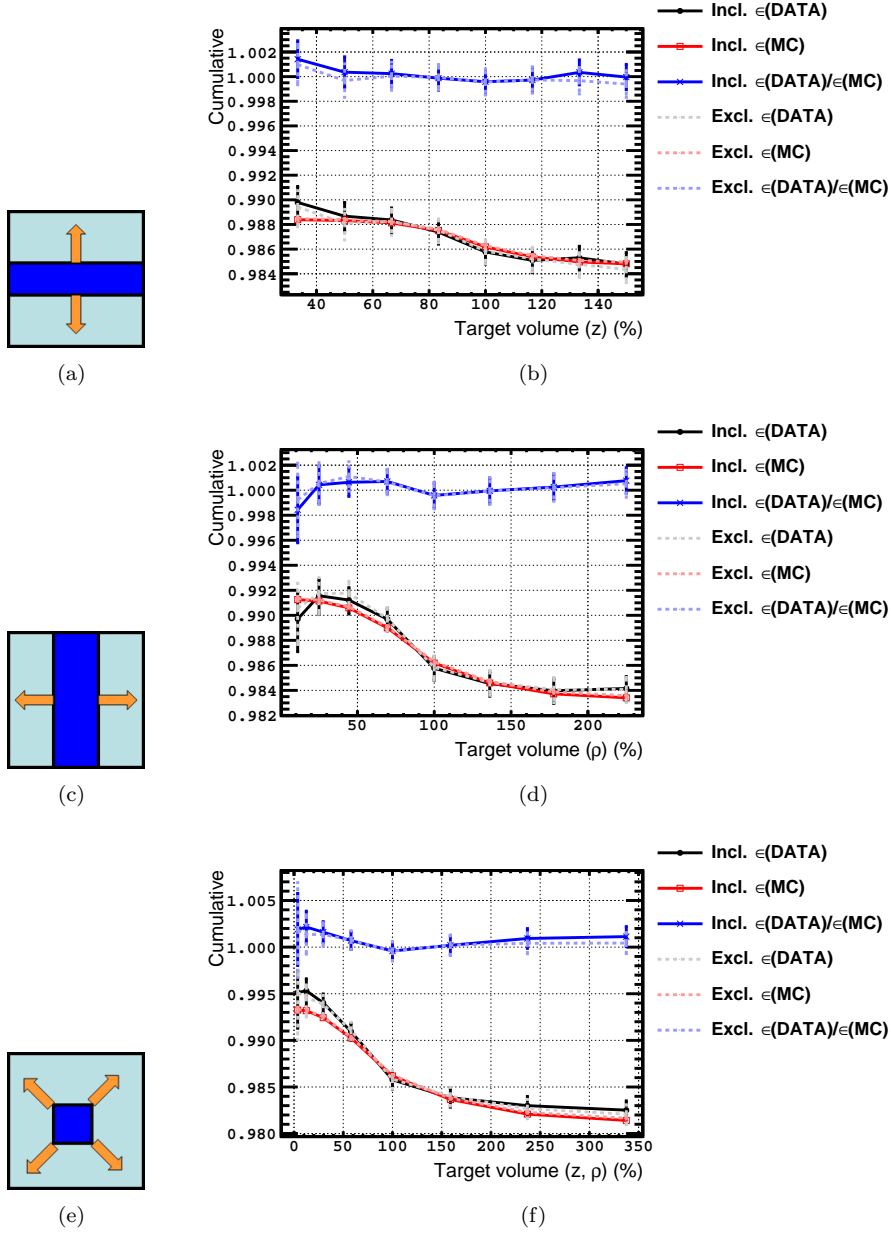 Cumulative
1.002
1.000
0.998
0.996
0.994
0.992
0.990
0.988
0.986
0.984
40 60 80 100 120 140
Target volume (z) (%)
Incl. ∈(DATA)
Incl. ∈(MC)
Incl. ∈(DATA)/∈(MC)
Excl. ∈(DATA)
Excl. ∈(MC)
Excl. ∈(DATA)/∈(MC)
(a)
(b)
Cumulative
1.002
1.000
0.998
0.996
0.994
0.992
0.990
0.988
0.986
0.984
0.982
50 100 150 200
Target volume (ρ) (%)
Incl. ∈(DATA)
Incl. ∈(MC)
Incl. ∈(DATA)/∈(MC)
Excl. ∈(DATA)
Excl. ∈(MC)
Excl. ∈(DATA)/∈(MC)
(c)
(d)
Cumulative
1.005
1.000
0.995
0.990
0.985
0.980
0 50 100 150 200 250 300 350
Target volume (z, ρ) (%)
Incl. ∈(DATA)
Incl. ∈(MC)
Incl. ∈(DATA)/∈(MC)
Excl. ∈(DATA)
Excl. ∈(MC)
Excl. ∈(DATA)/∈(MC)
(e)
(f)